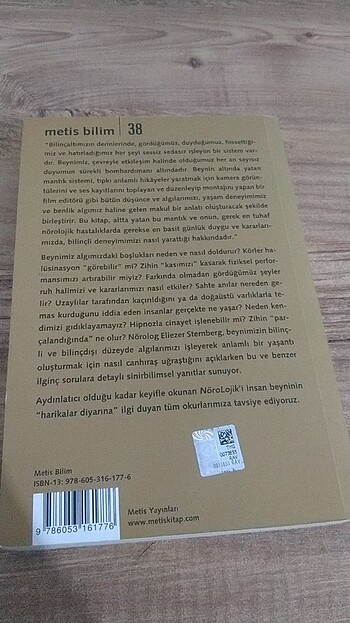 metis bilim | 38
"Bilinçaltımızın derinlerinde, gördüğümüz, duyduğumuz, hissettiği-
miz ve hatırladığımız her şeyi sessiz sedasız işleyen bir sistem var-
dır. Beynimiz, çevreyle etkileşim halinde olduğumuz her an sayısız
duyumun sürekli bombardımanı altındadır. Beynin altında yatan
mantık sistemi, tıpkı anlamlı hikâyeler yaratmak için kamera görün-
tülerini ve ses kayıtlarını toplayan ve düzenleyip montajını yapan bir
film editörü gibi bütün düşünce ve algılarımızı, yaşam deneyimimiz
ve benlik algımız haline gelen makul bir anlatı oluşturacak şekilde
birleştirir. Bu kitap, altta yatan bu mantık ve onun, gerek en tuhaf
nörolojik hastalıklarda gerekse en basit günlük duygu ve kararları-
mızda, bilinçli deneyimimizi nasıl yarattığı hakkındadır."
Beynimiz algımızdaki boşlukları neden ve nasıl doldurur? Körler ha-
lüsinasyon "görebilir" mi? Zihin "kasımızı" kasarak fiziksel perfor-
mansımızı artırabilir miyiz? Farkında olmadan gördüğümüz şeyler
ruh halimizi ve kararlarımızı nasıl etkiler? Sahte anılar nereden ge-
lir? Uzaylılar tarafından kaçırıldığını ya da doğaüstü varlıklarla te-
mas kurduğunu iddia eden insanlar gerçekte ne yaşar? Neden ken-
dimizi gıdıklayamayız? Hipnozla cinayet işlenebilir mi? Zihin "par-
çalandığında" ne olur? Nörolog Eliezer Sternberg, beynimizin bilinç-
li ve bilinçdışı düzeyde algılarımızı işleyerek anlamlı bir yaşantı
oluşturmak için nasıl canhıraş uğraştığını açıklarken bu ve benzer
ilginç sorulara detaylı sinirbilimsel yanıtlar sunuyor.
Aydınlatıcı olduğu kadar keyifle okunan NöroLojik'i insan beyninin
"harikalar diyarına" ilgi duyan tüm okurlarımıza tavsiye ediyoruz.
Metis Bilim
ISBN-13: 978-605-316-177-6
9 786053 161776
Metis Yayınları
www.metiskitap.com